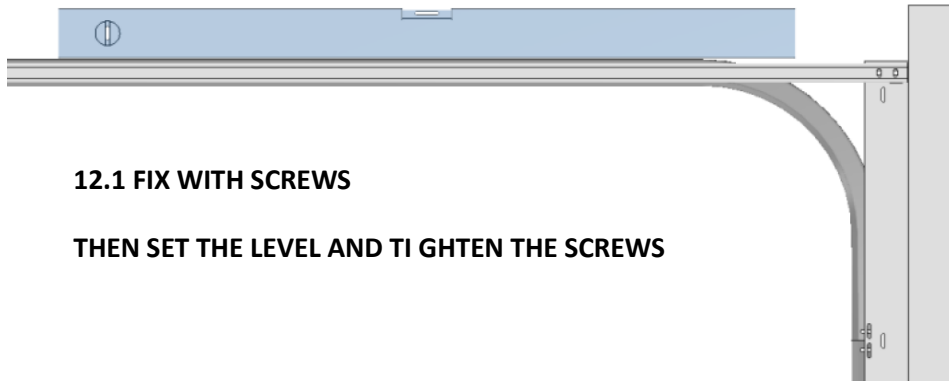 12.1 FIX WITH SCREWS
THEN SET THE LEVEL AND TI GHTEN THE SCREWS